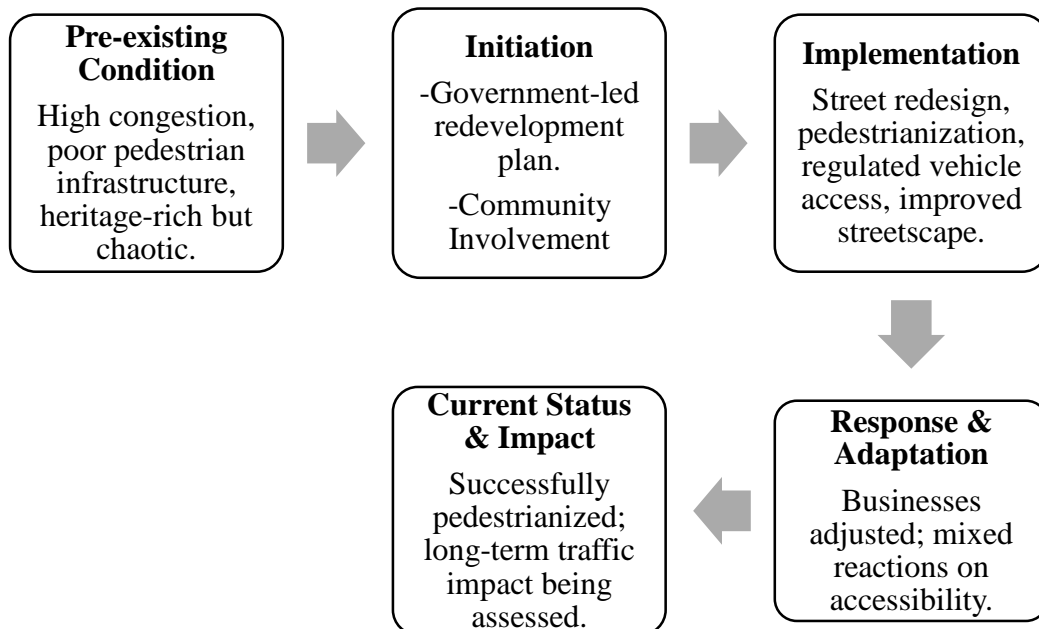 Pre-existing
Condition
High congestion,
poor pedestrian
infrastructure,
heritage-rich but
chaotic.
Initiation
-Government-led
redevelopment
plan.
-Community
Involvement
Implementation
Street redesign,
pedestrianization,
regulated vehicle
access, improved
streetscape.
Response &
Adaptation
Businesses
adjusted; mixed
reactions on
accessibility.
Current Status
& Impact
Successfully
pedestrianized;
long-term traffic
impact being
assessed.